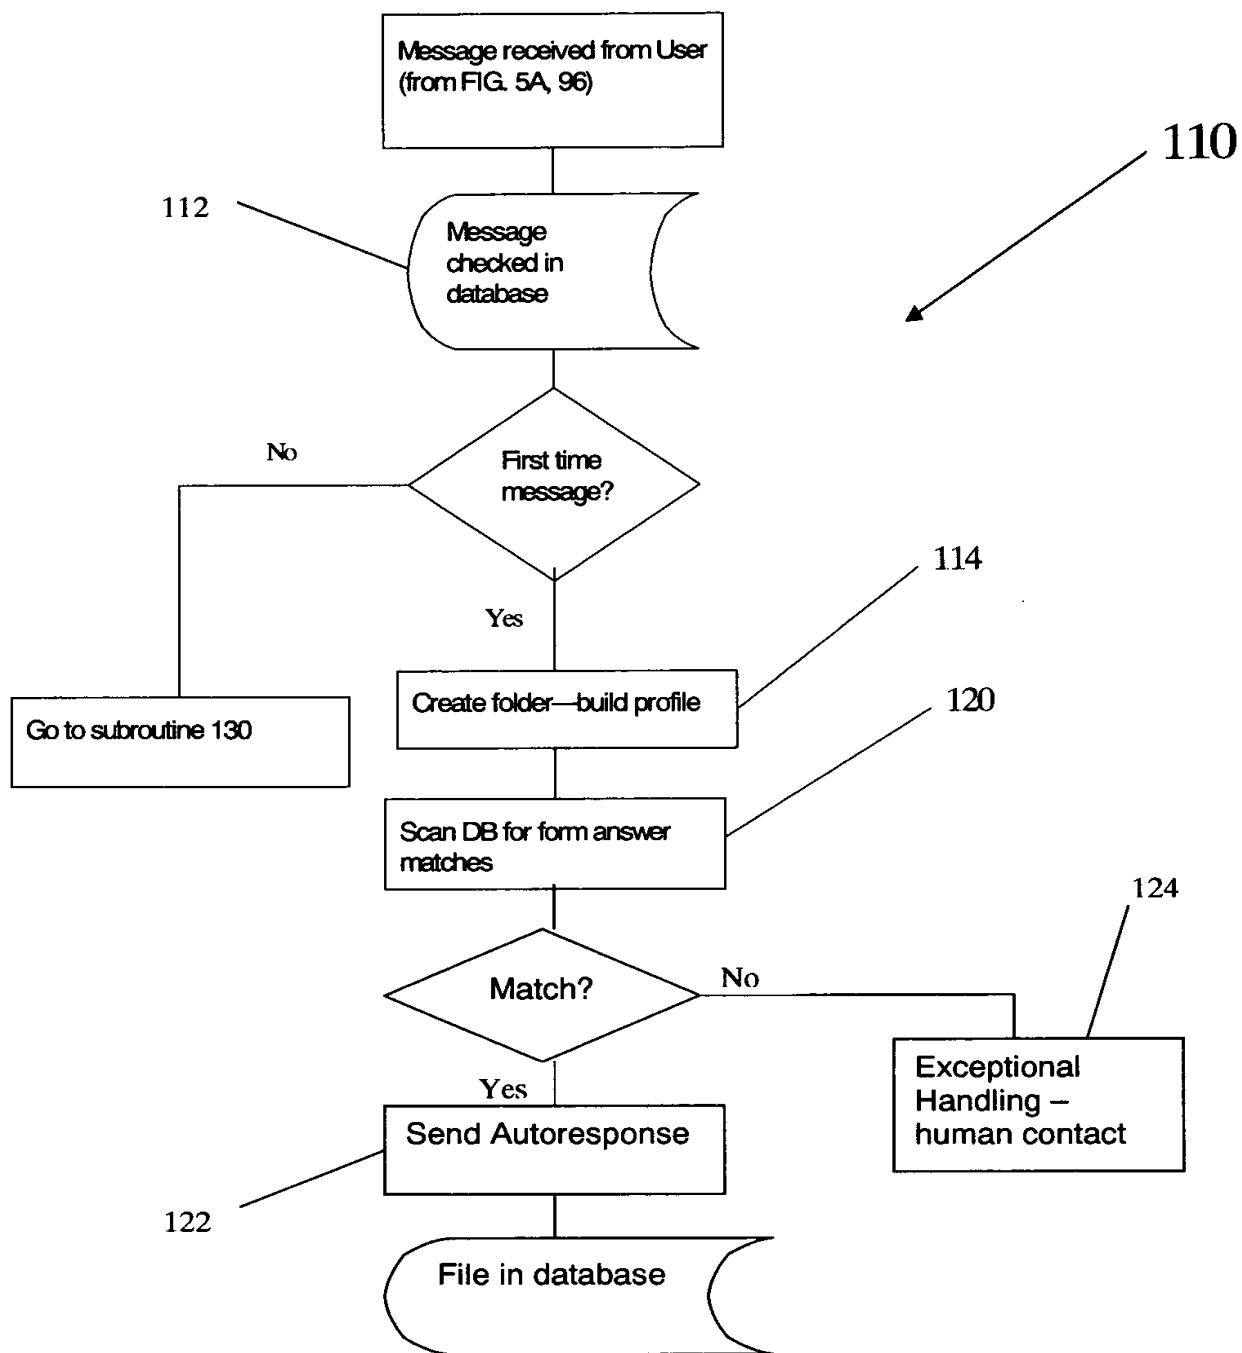 Message received from User
(from FIG. 5A, 96)
110
112
Message
checked in
database
No
First time
message?
114
Yes
Create folder—build profile
120
Go to subroutine 130
Scan DB for form answer
matches
124
Match?
No
Exceptional
Handling –
human contact
Yes
Send Autoresponse
122
File in database